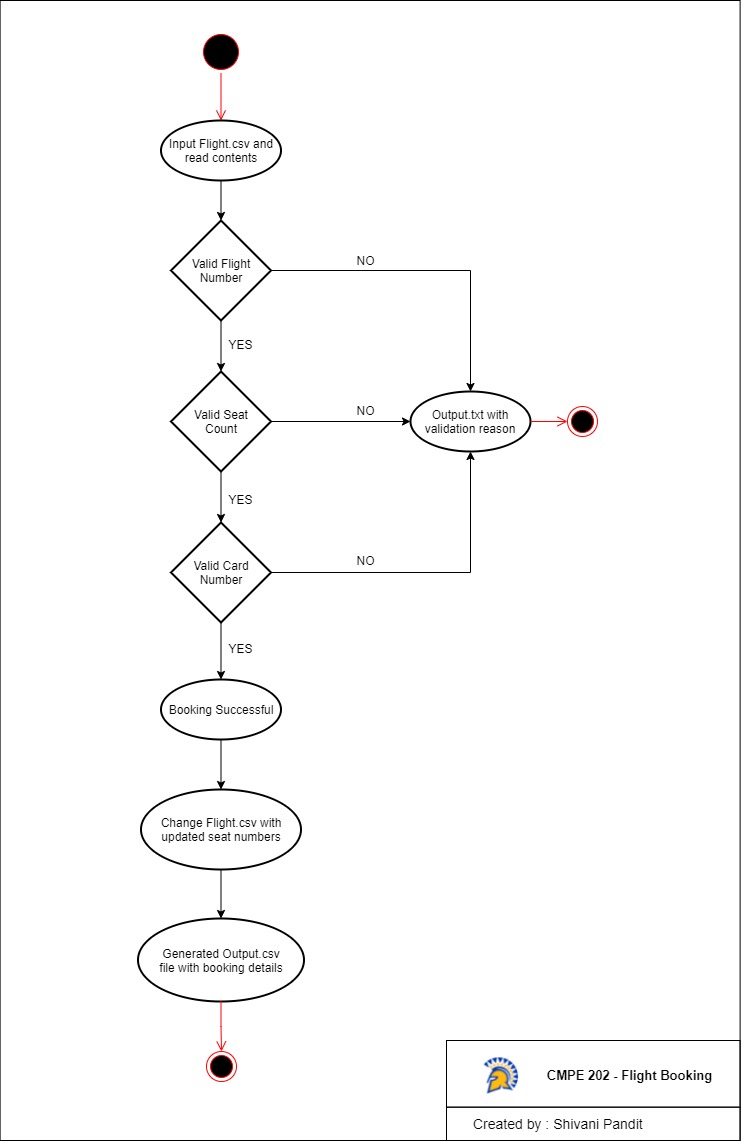 Input Flight.csv and
read contents
Valid Flight
Number
NO
YES
Valid Seat
Count
NO
Output.txt with
validation reason
YES
Valid Card
Number
NO
YES
Booking Successful
Change Flight.csv with
updated seat numbers
Generated Output.csv
file with booking details
CMPE 202 - Flight Booking
Created by : Shivani Pandit